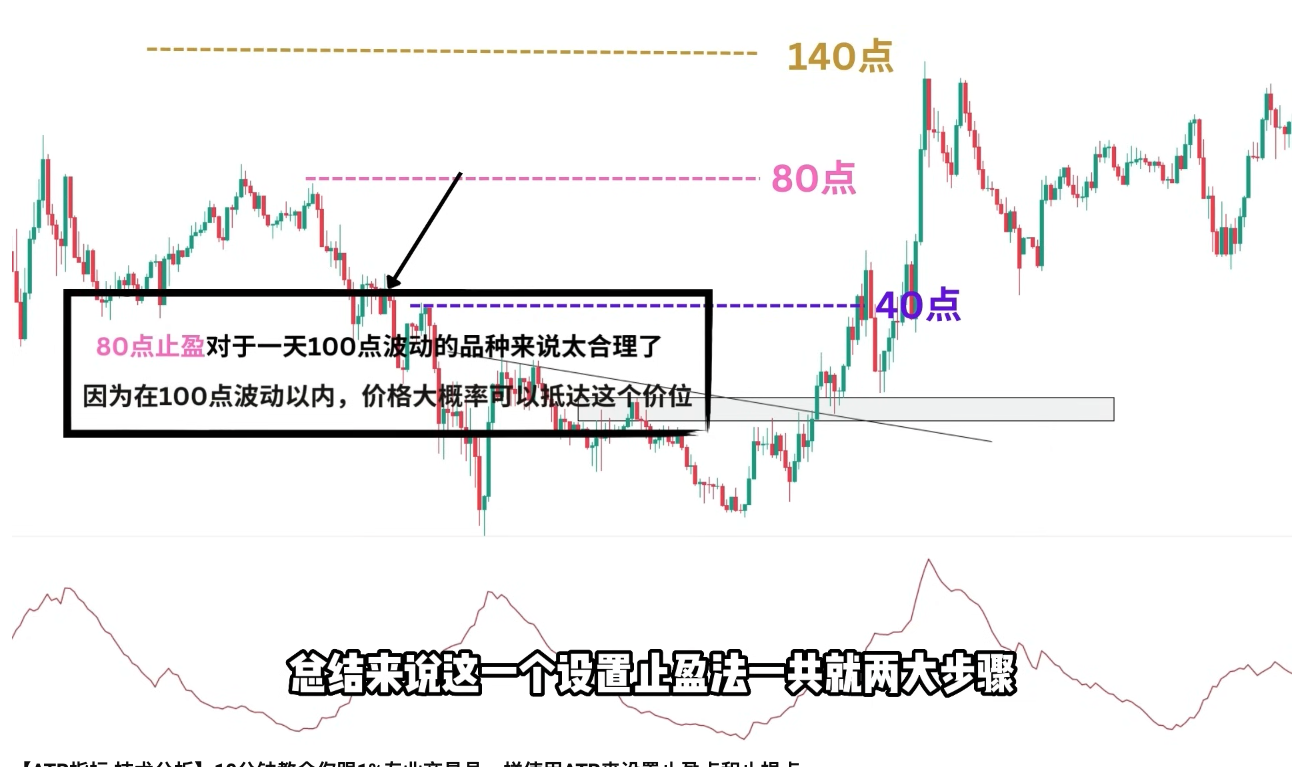 140点
80点
40点
80点止盈对于一天100点波动的品种来说太合理了
因为在100点波动以内，价格大概率可以抵达这个价位
总结来说这一个设置止盈法一共就两大步骤